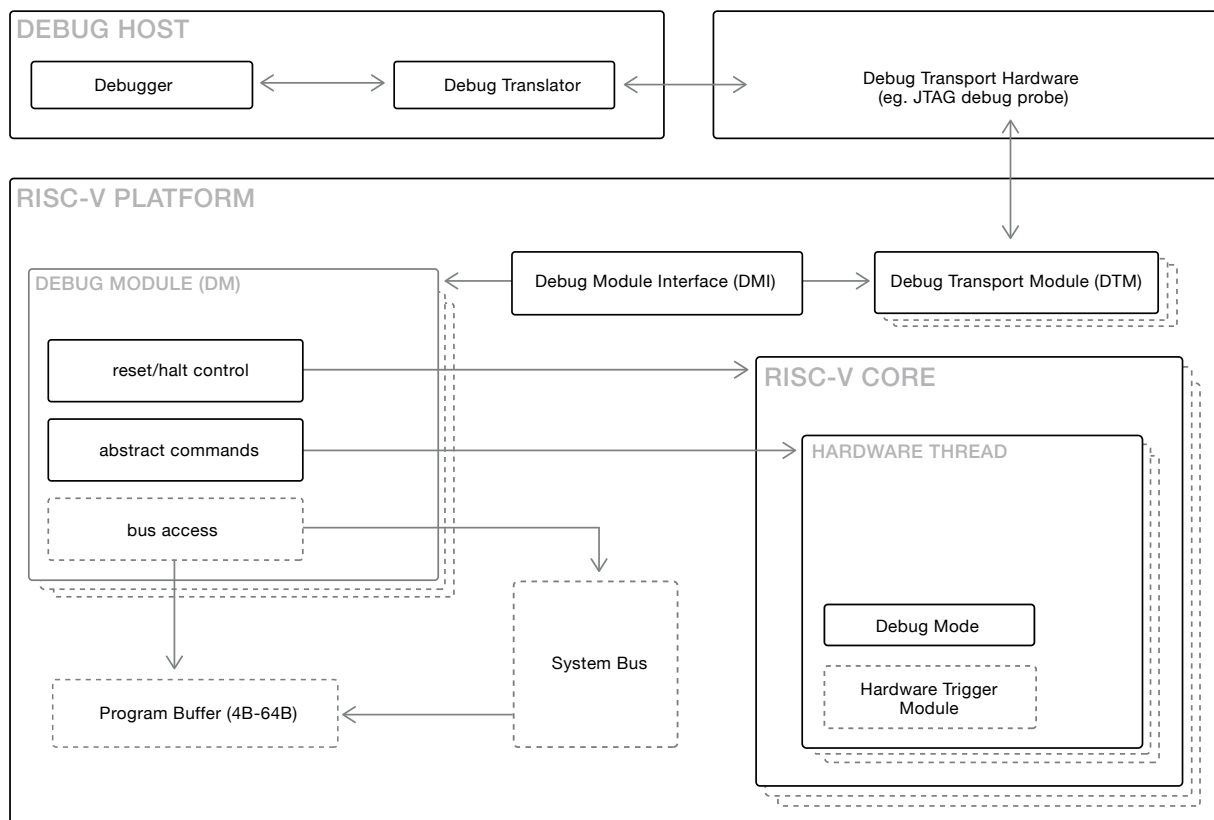 DEBUG HOST
Debugger
Debug Translator
Debug Transport Hardware
(eg. JTAG debug probe)
RISC-V PLATFORM
DEBUG MODULE (DM)
Debug Module Interface (DMI)
Debug Transport Module (DTM)
reset/halt control
RISC-V CORE
abstract commands
HARDWARE THREAD
bus access
Debug Mode
System Bus
Hardware Trigger
Module
Program Buffer (4B-64B)